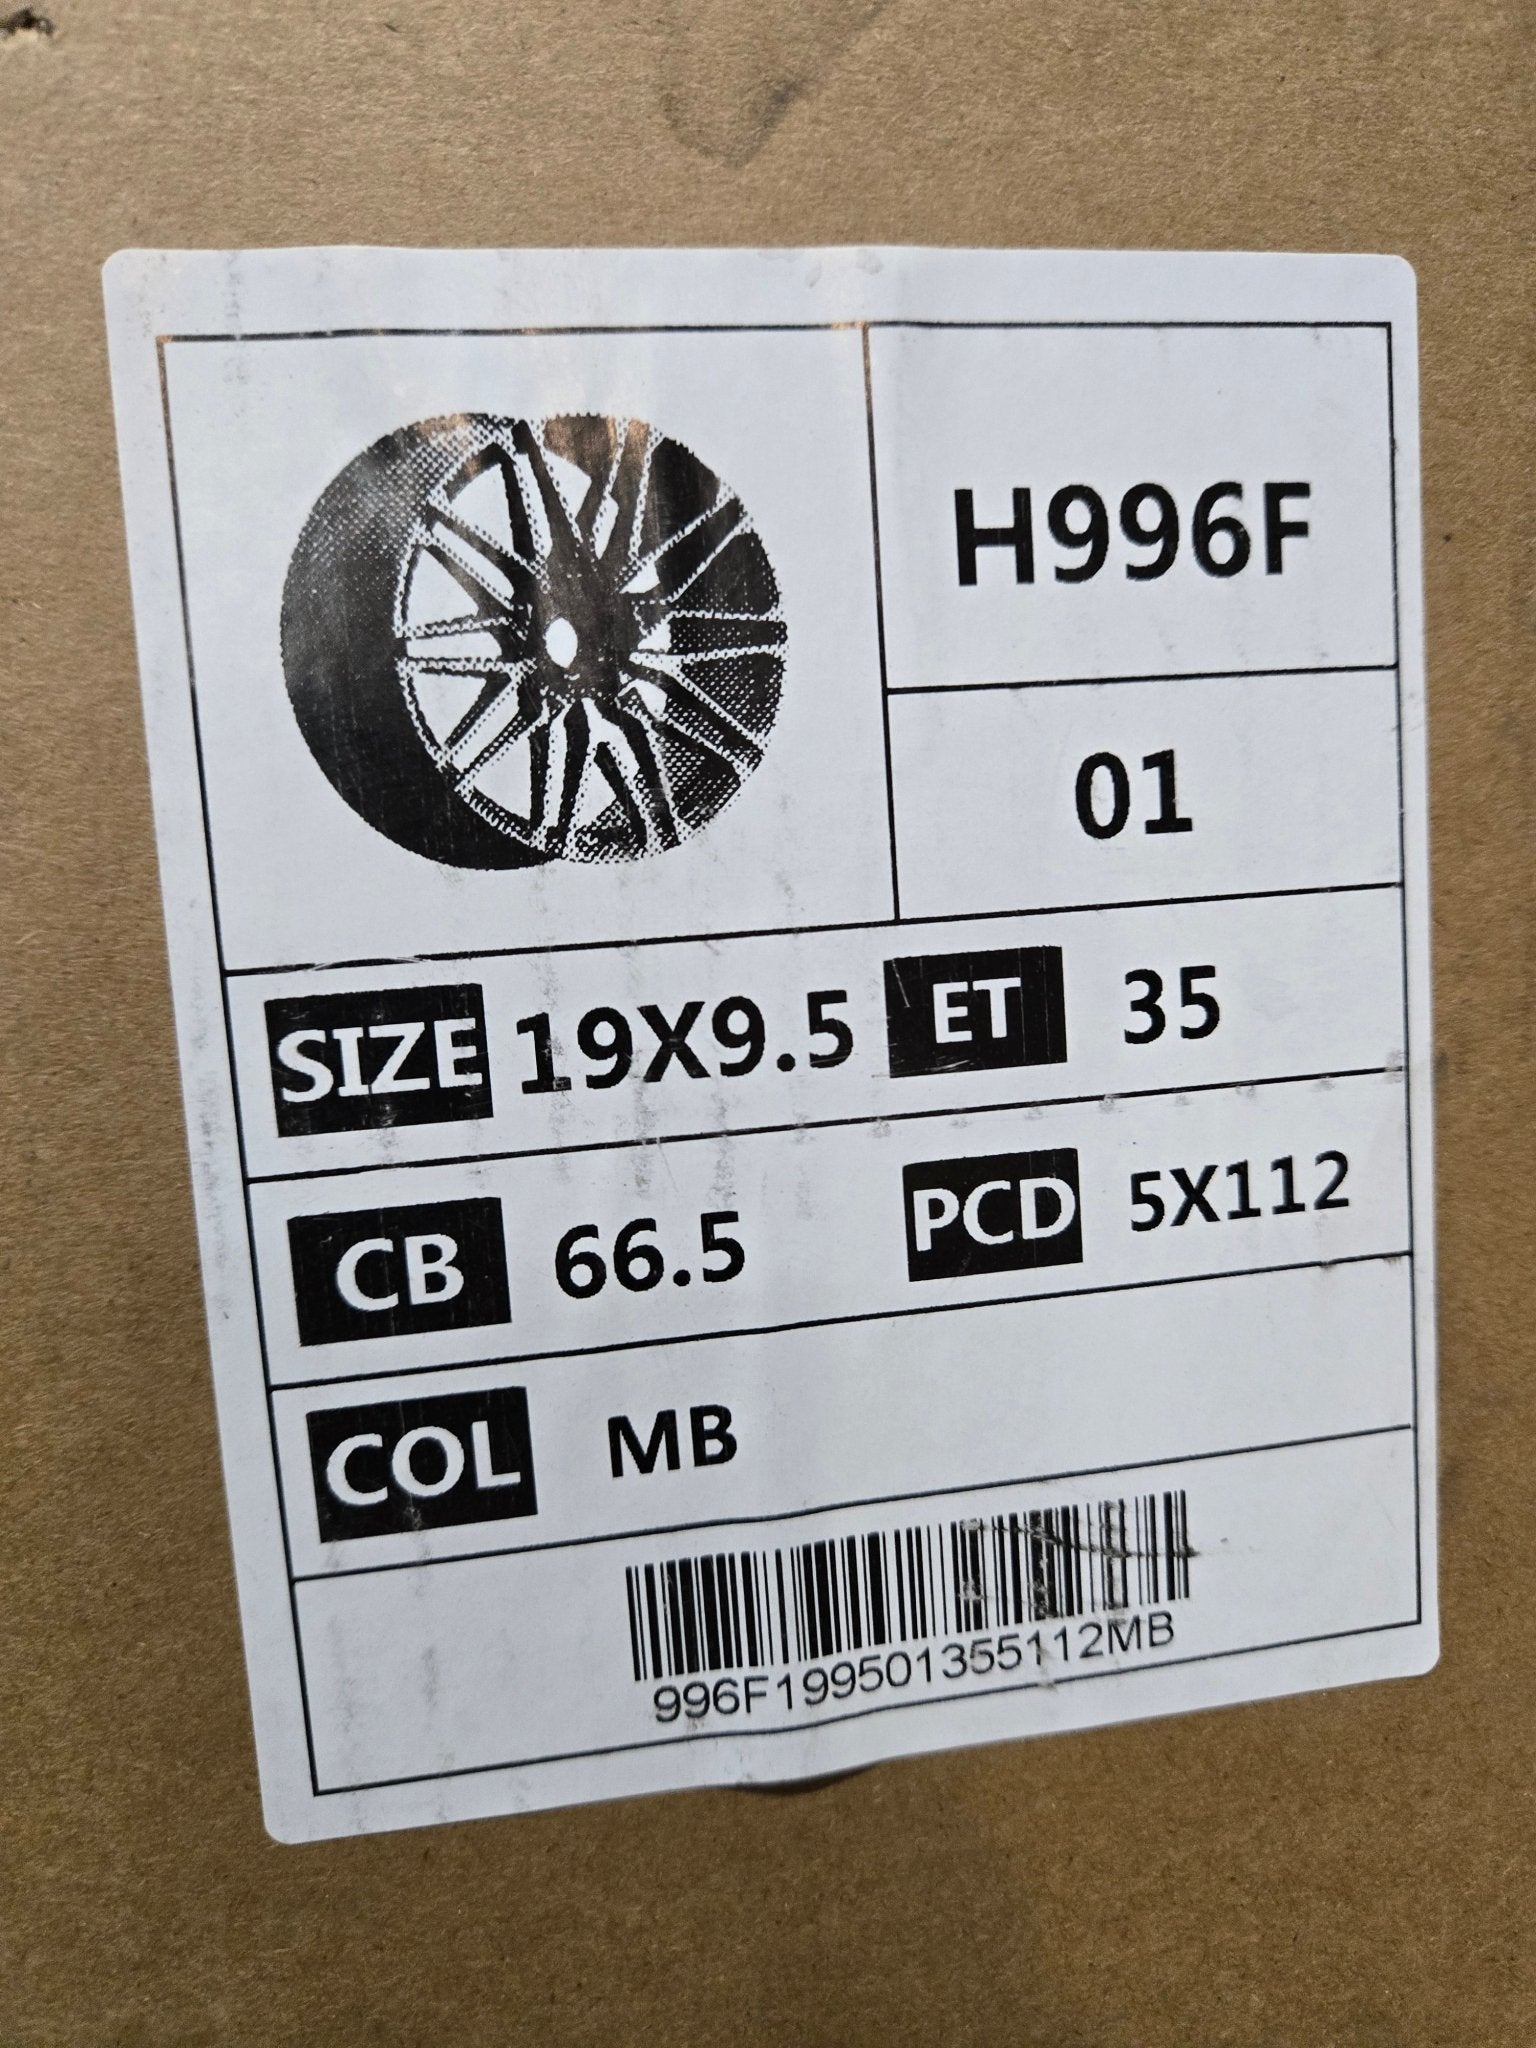 H996F
01
SIZE 19X9.5 ET 35
CB 66.5 PCD 5X112
COL MB
996F199501355112MB